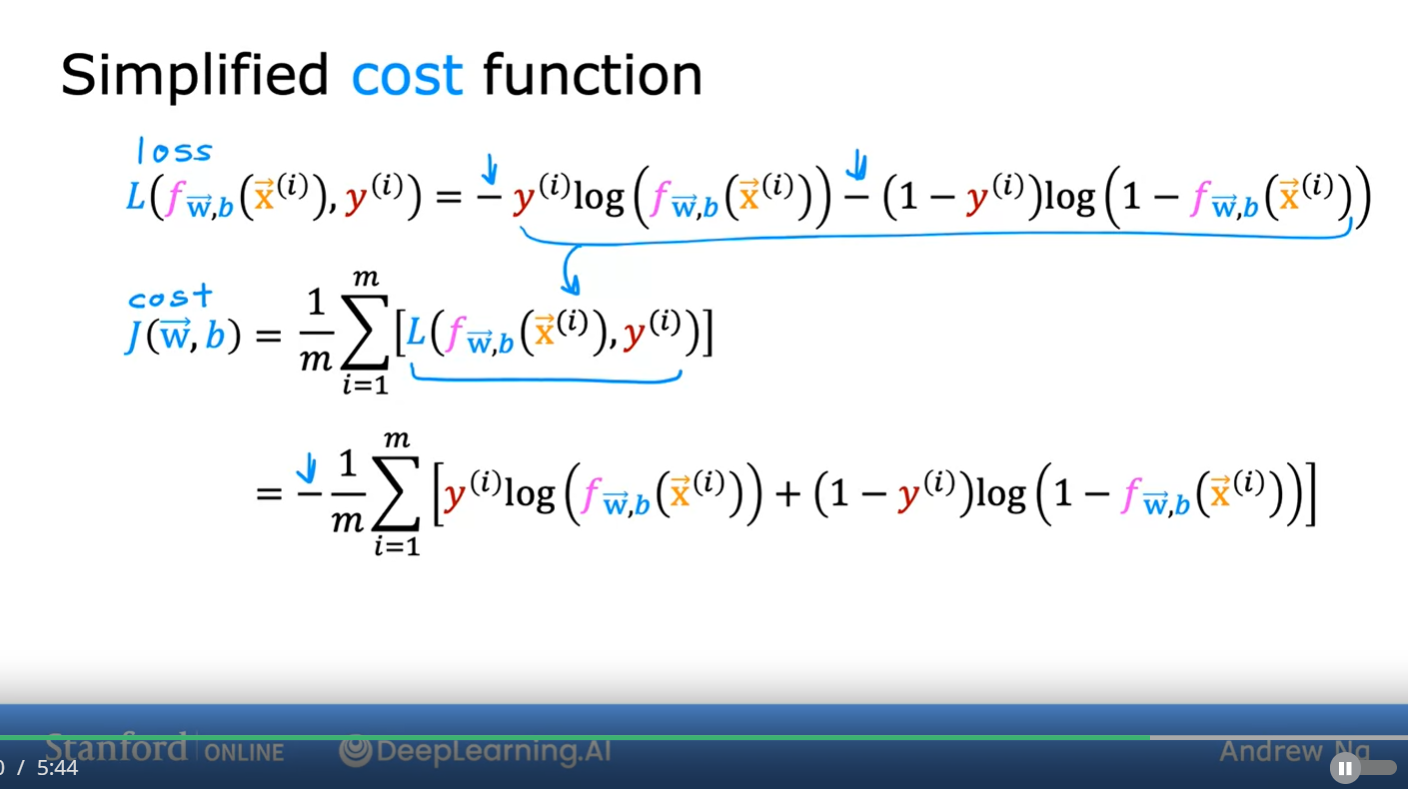 Simplified cost function
loss
L(f_{\vec{w},b}(\vec{x}^{(i)}), y^{(i)}) = − y^{(i)}log(f_{\vec{w},b}(\vec{x}^{(i)})) − (1 − y^{(i)})log(1 − f_{\vec{w},b}(\vec{x}^{(i)}))
cost
J(\vec{w}, b) = \frac{1}{m} \sum_{i=1}^{m} [L(f_{\vec{w},b}(\vec{x}^{(i)}), y^{(i)})]
= − \frac{1}{m} \sum_{i=1}^{m} [y^{(i)}log(f_{\vec{w},b}(\vec{x}^{(i)})) + (1 − y^{(i)})log(1 − f_{\vec{w},b}(\vec{x}^{(i)}))]
Stanford ONLINE DeepLearning.AI Andrew Ng
/ 5:44